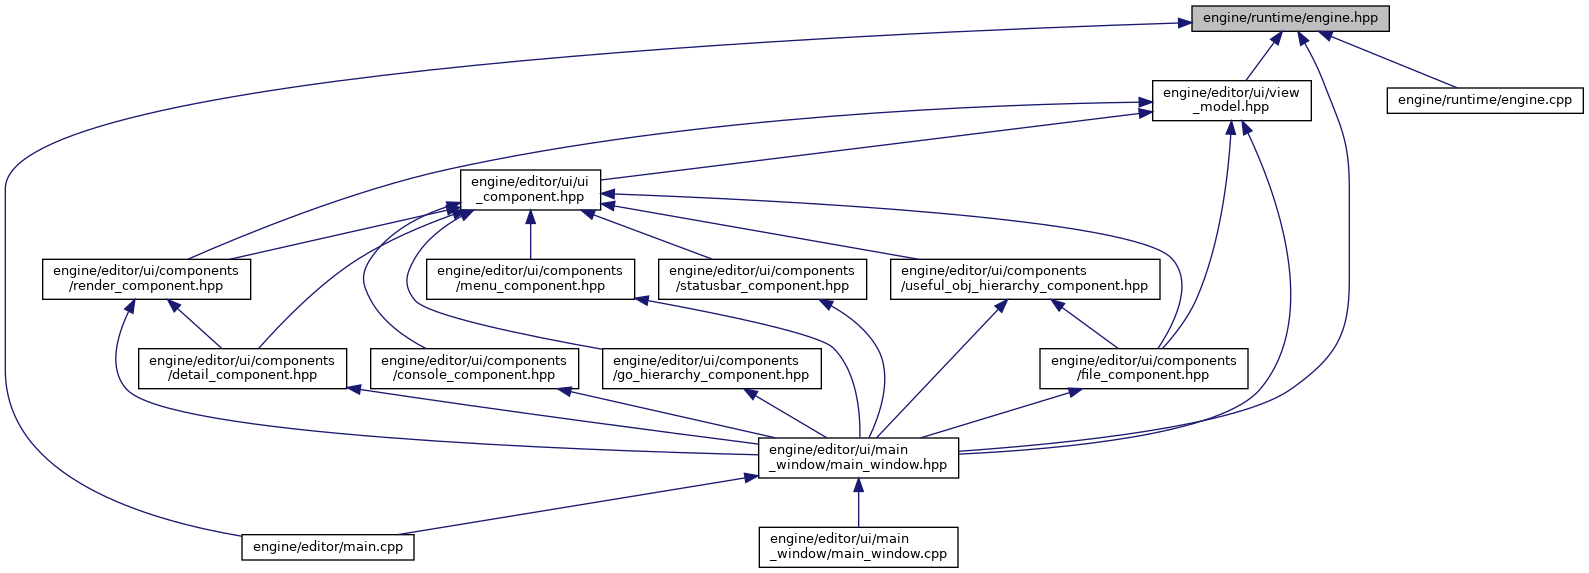 engine/runtime/engine.hpp
engine/editor/ui/view
_model.hpp
engine/runtime/engine.cpp
engine/editor/ui/ui
_component.hpp
engine/editor/ui/components
/render_component.hpp
engine/editor/ui/components
/menu_component.hpp
engine/editor/ui/components
/statusbar_component.hpp
engine/editor/ui/components
/useful_obj_hierarchy_component.hpp
engine/editor/ui/components
/detail_component.hpp
engine/editor/ui/components
/console_component.hpp
engine/editor/ui/components
/go_hierarchy_component.hpp
engine/editor/ui/components
/file_component.hpp
engine/editor/ui/main
_window/main_window.hpp
engine/editor/main.cpp
engine/editor/ui/main
_window/main_window.cpp